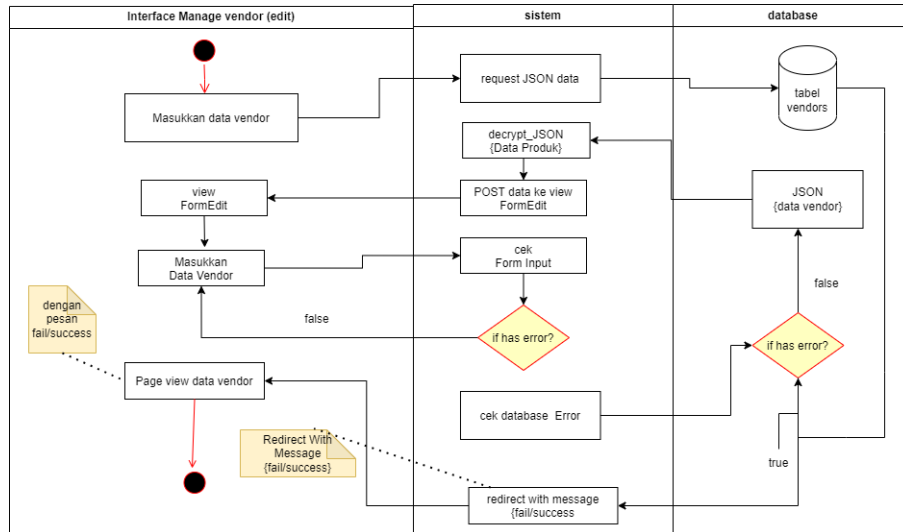 Interface Manage vendor (edit)
sistem
database
Masukkan data vendor
request JSON data
tabel
vendors
decrypt_JSON
{Data Produk}
view
FormEdit
POST data ke view
FormEdit
JSON
{data vendor}
Masukkan
Data Vendor
cek
Form Input
false
dengan
pesan
fail/success
false
if has error?
if has error?
Page view data vendor
cek database  Error
Redirect With
Message
{fail/success}
true
redirect with message
{fail/success